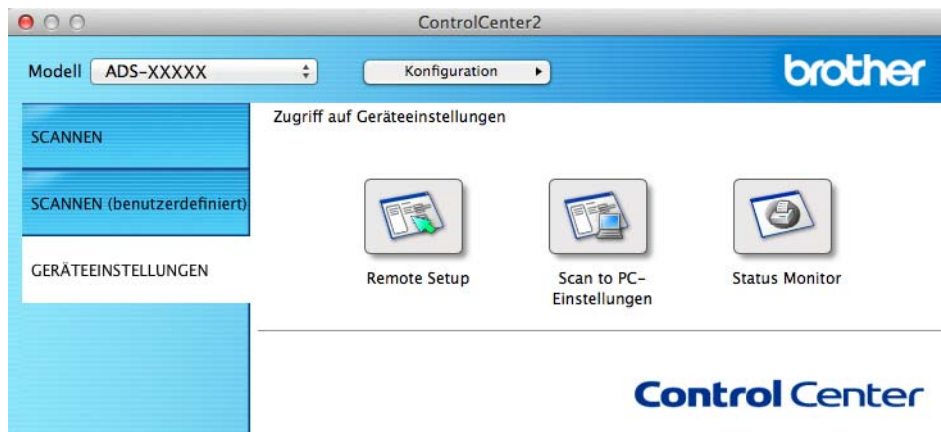 ControlCenter2
Modell ADS-XXXXX Konfiguration brother
SCANNEN
SCANNEN (benutzerdefiniert)
GERÄTEEINSTELLUNGEN
Zugriff auf Geräteeinstellungen
Remote Setup
Scan to PC-
Einstellungen
Status Monitor
Control Center